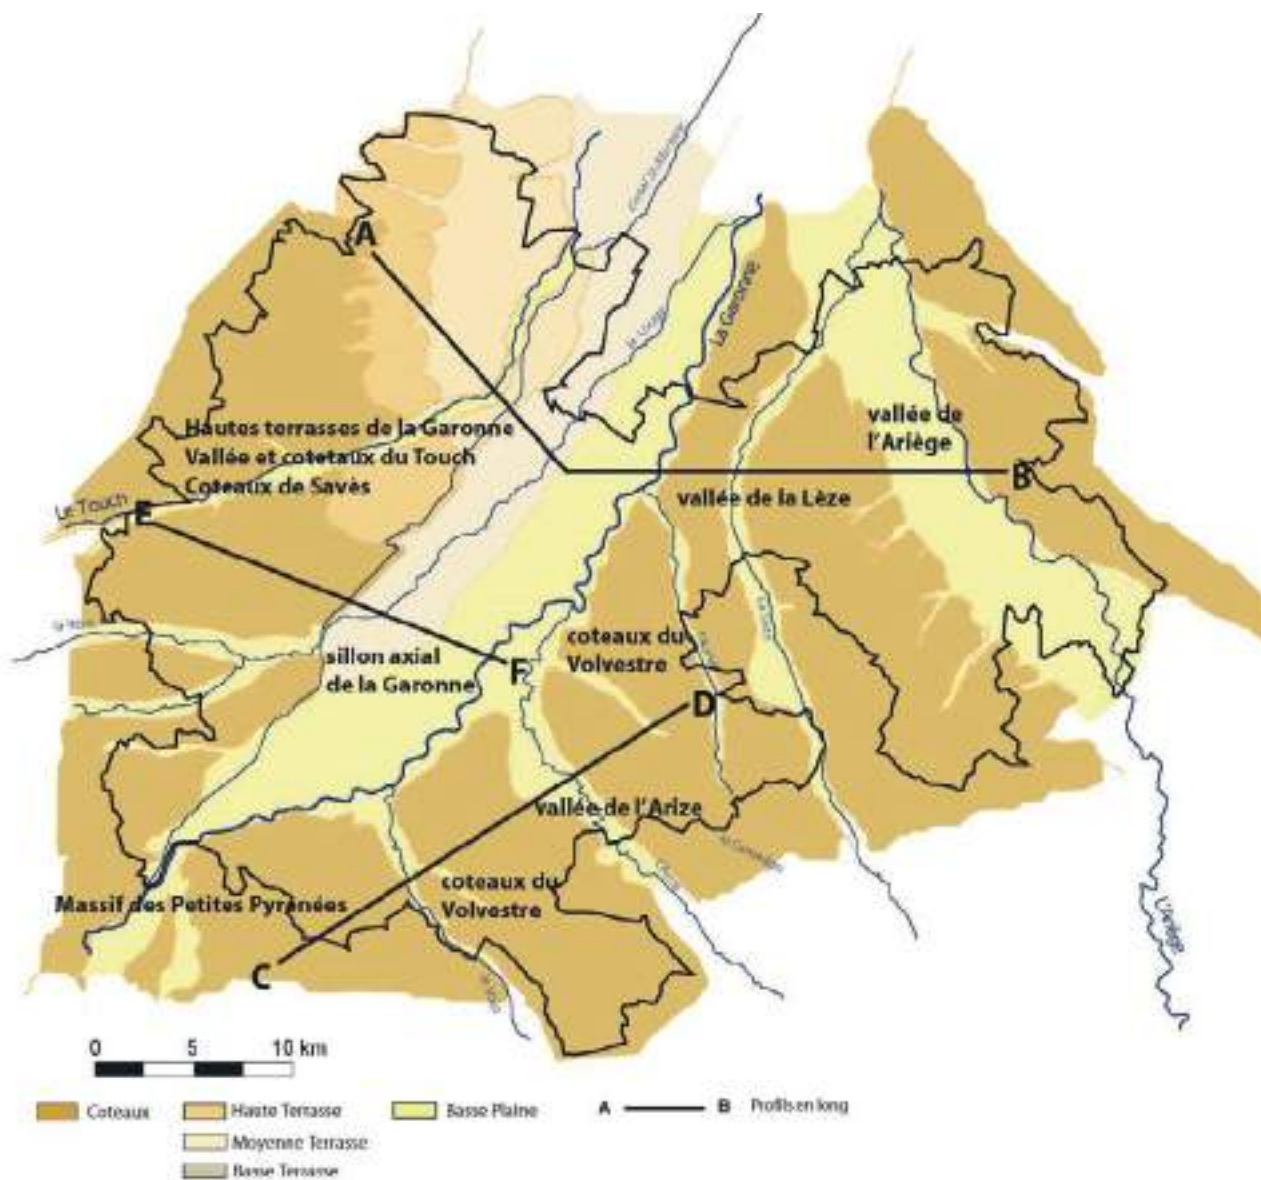 A
La Garonne
Hautes terrasses de la Garonne
Vallée et cotetaux du Touch
Coteaux de Savès
vallée de
l'Ariège
B
vallée de la Lèze
Le Touch
E
coteaux du
Volvestre
sillon axial
de la Garonne
F
D
vallée de l'Arize
coteaux du
Volvestre
Massif des Petites Pyrénées
C
L'Ariège
0 5 10 km
Coteaux
Haute Terrasse
Basse Plaine
A B Profils en long
Moyenne Terrasse
Basse Terrasse